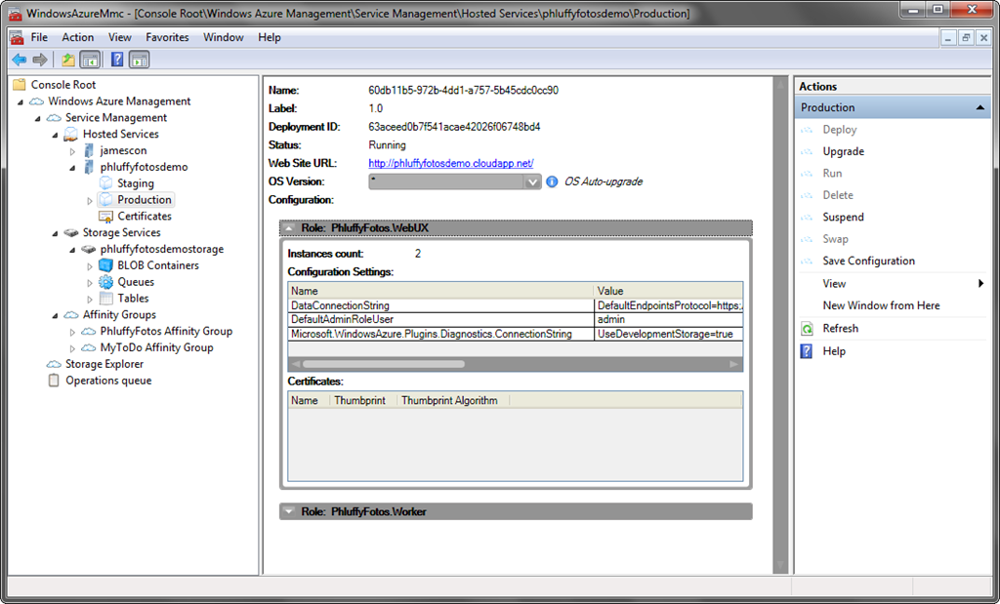 WindowsAzureMmc - [Console Root\Windows Azure Management\Service Management\Hosted Services\phluffyfotosdemo\Production]
File Action View Favorites Window Help
Console Root
Windows Azure Management
Service Management
Hosted Services
jamescon
phluffyfotosdemo
Staging
Production
Certificates
Storage Services
phluffyfotosdemostorage
BLOB Containers
Queues
Tables
Affinity Groups
PhluffyFotos Affinity Group
MyToDo Affinity Group
Storage Explorer
Operations queue
Name: 60db11b5-972b-4dd1-a757-5b45cdc0cc90
Label: 1.0
Deployment ID: 63aceed0b7f541acae42026f06748bd4
Status: Running
Web Site URL: http://phluffyfotosdemo.cloudapp.net/
OS Version: * OS Auto-upgrade
Configuration:
Role: PhluffyFotos.WebUX
Instances count: 2
Configuration Settings:
Name Value
DataConnectionString DefaultEndpointsProtocol=https;
DefaultAdminRoleUser admin
Microsoft.WindowsAzure.Plugins.Diagnostics.ConnectionString UseDevelopmentStorage=true
Certificates:
Name Thumbprint Thumbprint Algorithm
Role: PhluffyFotos.Worker
Actions
Production
Deploy
Upgrade
Run
Delete
Suspend
Swap
Save Configuration
View
New Window from Here
Refresh
Help